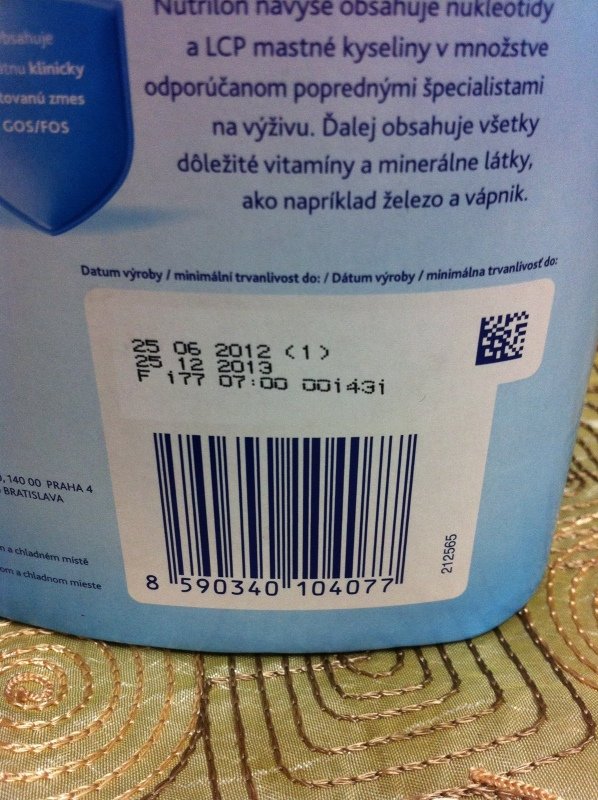 Nutrilon navyše obsahuje nukleotidy
a LCP mastné kyseliny v množstve
odporúčanom poprednými špecialistami
na výživu. Ďalej obsahuje všetky
dôležité vitamíny a minerálne látky,
ako napríklad železo a vápnik.
obsahuje
klinicky
zmes
GOS/FOS
Datum výroby / minimální trvanlivost do: / Dátum výroby / minimálna trvanlivosť do:
25 06 2012 (1)
25 12 2013
F 177 07:00 001431
, 140 00 PRAHA 4
BRATISLAVA
a chladném místě
a chladnom mieste
212565
8 590340 104077